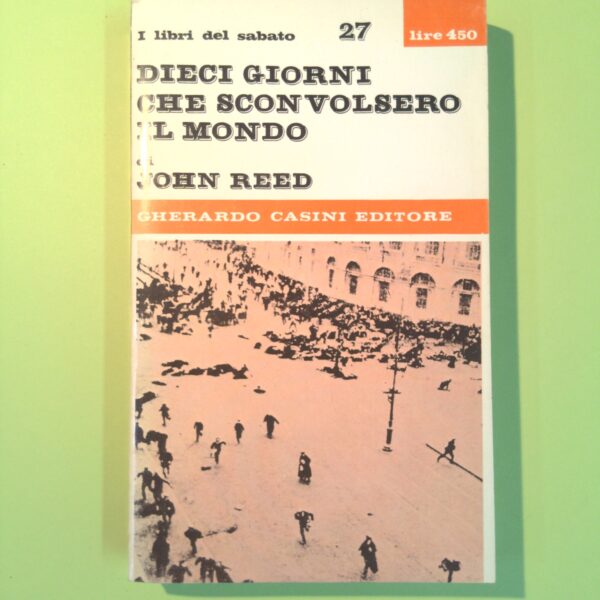 I libri del sabato 27 lire 450
DIECI GIORNI
CHE SCONVOLSERO
IL MONDO
di
JOHN REED
GHERARDO CASINI EDITORE